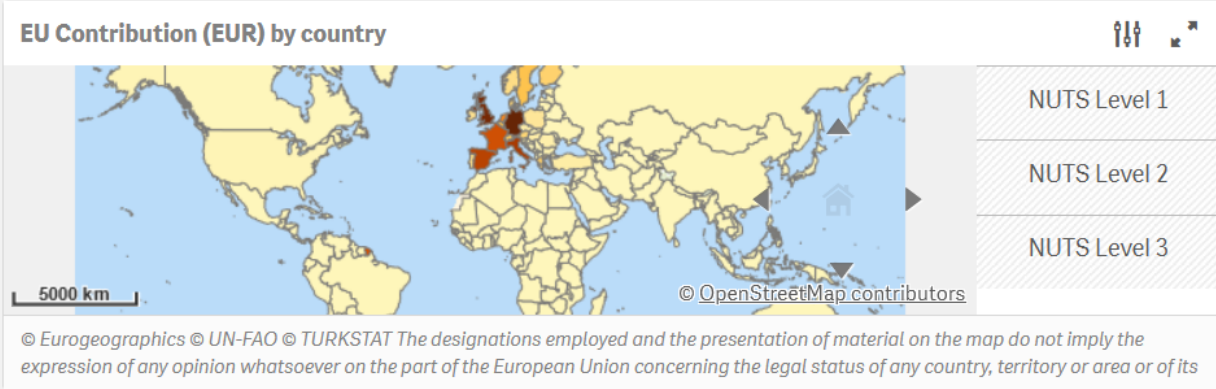 EU Contribution (EUR) by country
NUTS Level 1
NUTS Level 2
NUTS Level 3
5000 km
© OpenStreetMap contributors
© Eurogeographics © UN-FAO © TURKSTAT The designations employed and the presentation of material on the map do not imply the
expression of any opinion whatsoever on the part of the European Union concerning the legal status of any country, territory or area or of its